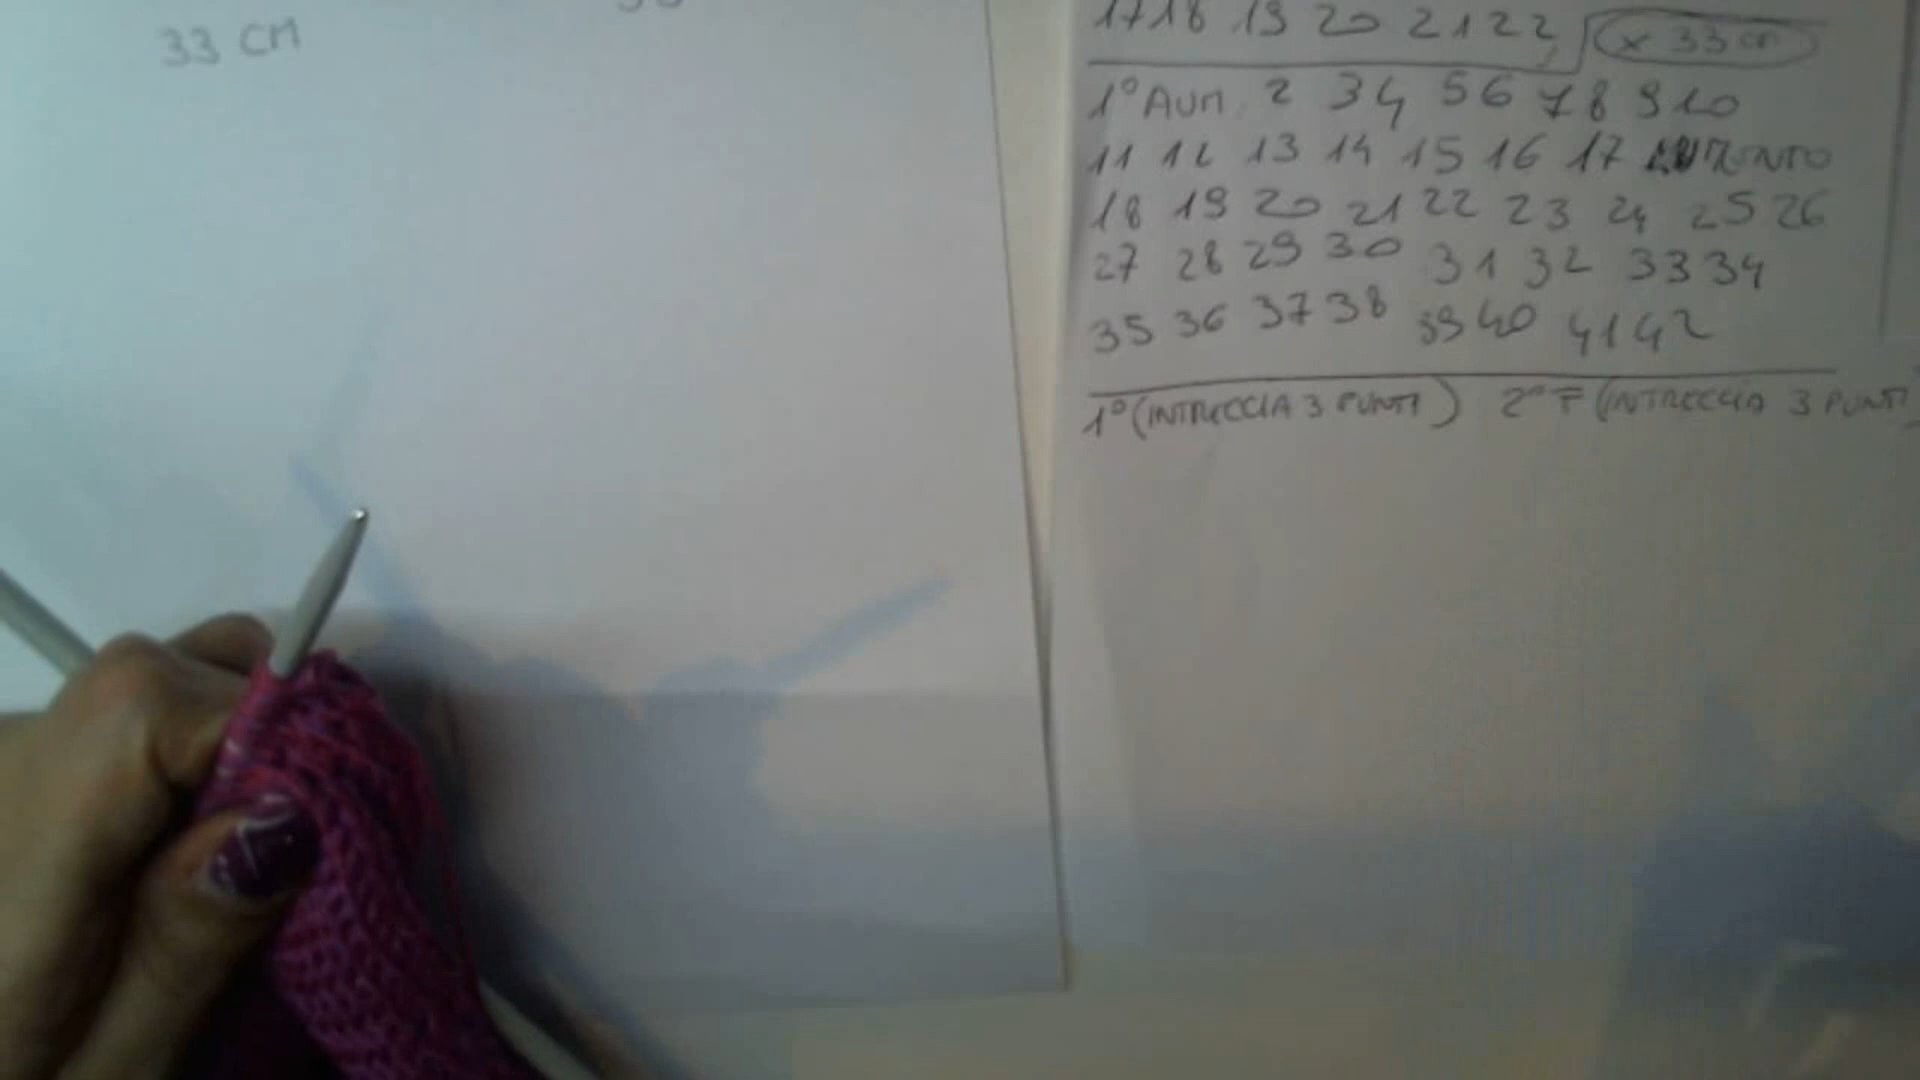 33 CM
17 18 19 20 21 22 x 33 cm
1° AUM 2 3 4 5 6 7 8 9 10
11 12 13 14 15 16 17 AUMENTO
18 19 20 21 22 23 24 25 26
27 28 29 30 31 32 33 34
35 36 37 38 39 40 41 42
1° (INTRECCIA 3 PUNTI) 2° F (INTRECCIA 3 PUNTI)